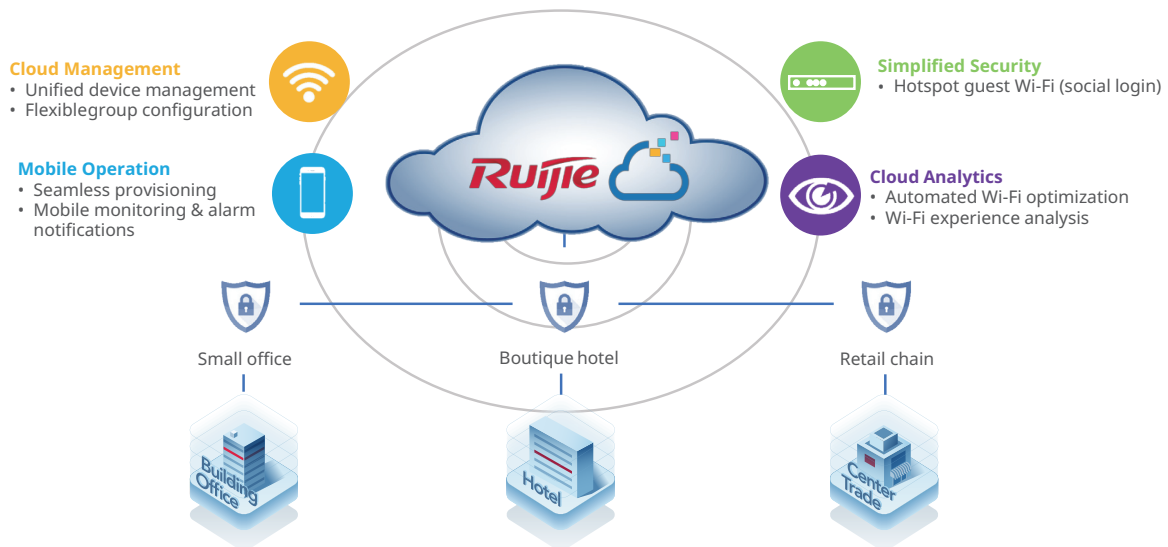 Cloud Management
• Unified device management
• Flexiblegroup configuration
Mobile Operation
• Seamless provisioning
• Mobile monitoring & alarm
notifications
Ruijie
Simplified Security
• Hotspot guest Wi-Fi (social login)
Cloud Analytics
• Automated Wi-Fi optimization
• Wi-Fi experience analysis
Small office
Boutique hotel
Retail chain
Building
Office
Hotel
Center
Trade